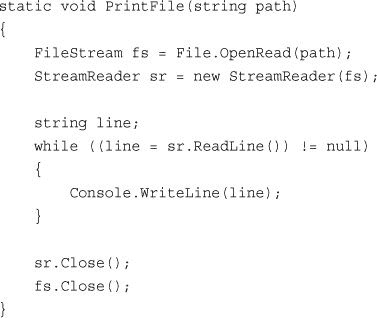 static void PrintFile(string path)
{
    FileStream fs = File.OpenRead(path);
    StreamReader sr = new StreamReader(fs);

    string line;
    while ((line = sr.ReadLine()) != null)
    {
        Console.WriteLine(line);
    }

    sr.Close();
    fs.Close();
}